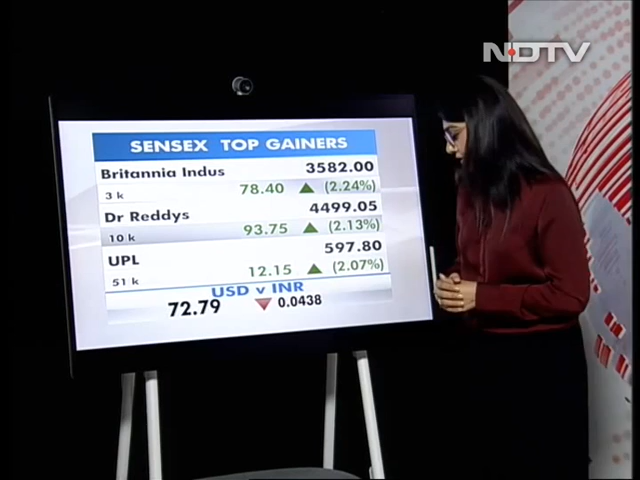 NDTV
SENSEX TOP GAINERS
Britannia Indus 3582.00
3 k 78.40 ▲ (2.24%)
Dr Reddys 4499.05
10 k 93.75 ▲ (2.13%)
UPL 597.80
51 k 12.15 ▲ (2.07%)
USD v INR
72.79 ▼ 0.0438